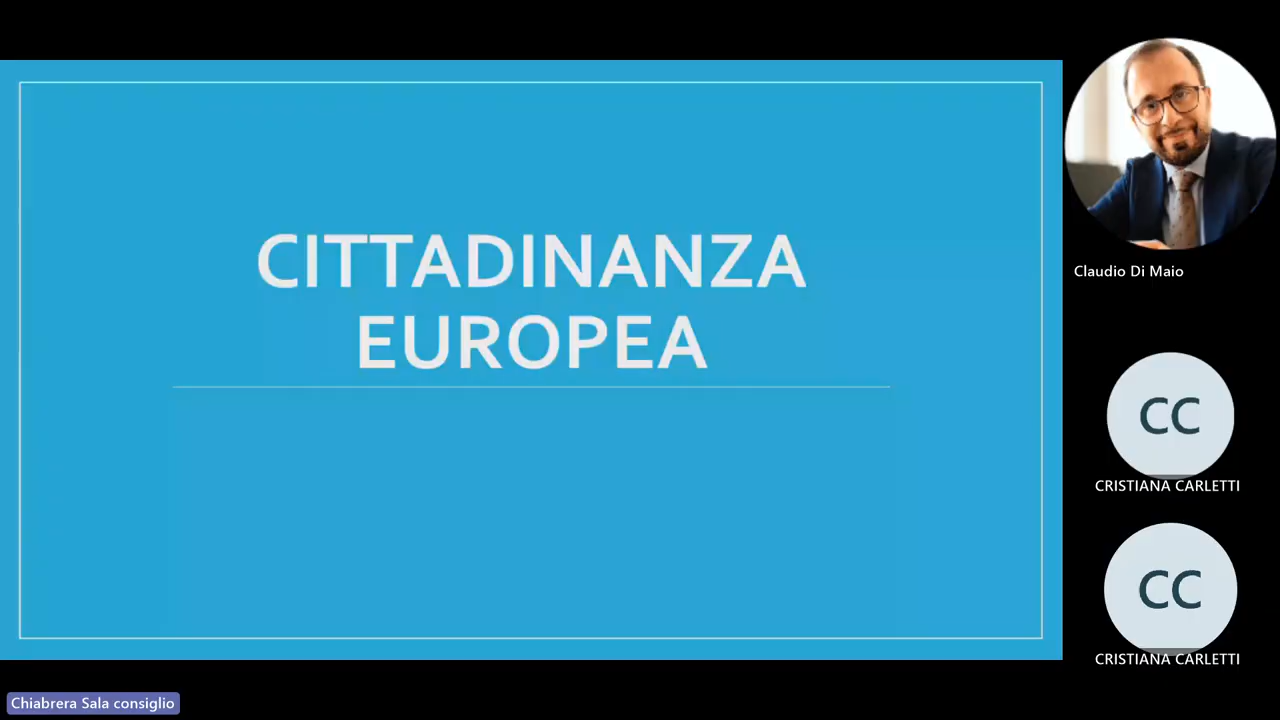 CITTADINANZA
EUROPEA
Claudio Di Maio
CC
CRISTIANA CARLETTI
CC
CRISTIANA CARLETTI
Chiabrera Sala consiglio